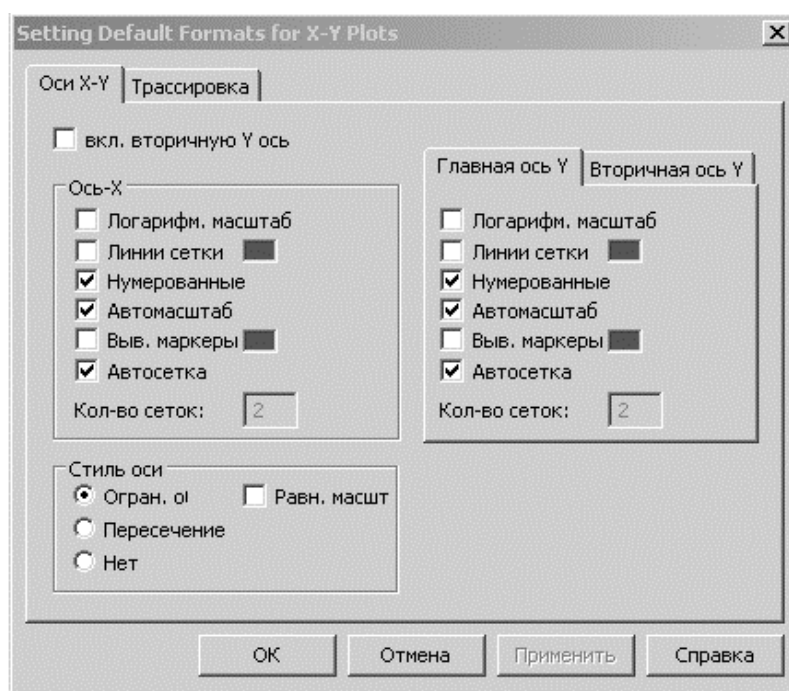 Setting Default Formats for X-Y Plots
Оси X-Y
Трассировка
вкл. вторичную Y ось
Ось-X
Логарифм. масштаб
Линии сетки
Нумерованные
Автомасштаб
Выв. маркеры
Автосетка
Кол-во сеток:
2
Главная ось Y
Вторичная ось Y
Логарифм. масштаб
Линии сетки
Нумерованные
Автомасштаб
Выв. маркеры
Автосетка
Кол-во сеток:
2
Стиль оси
Огран. о
Равн. масшт
Пересечение
Нет
ОК
Отмена
Применить
Справка